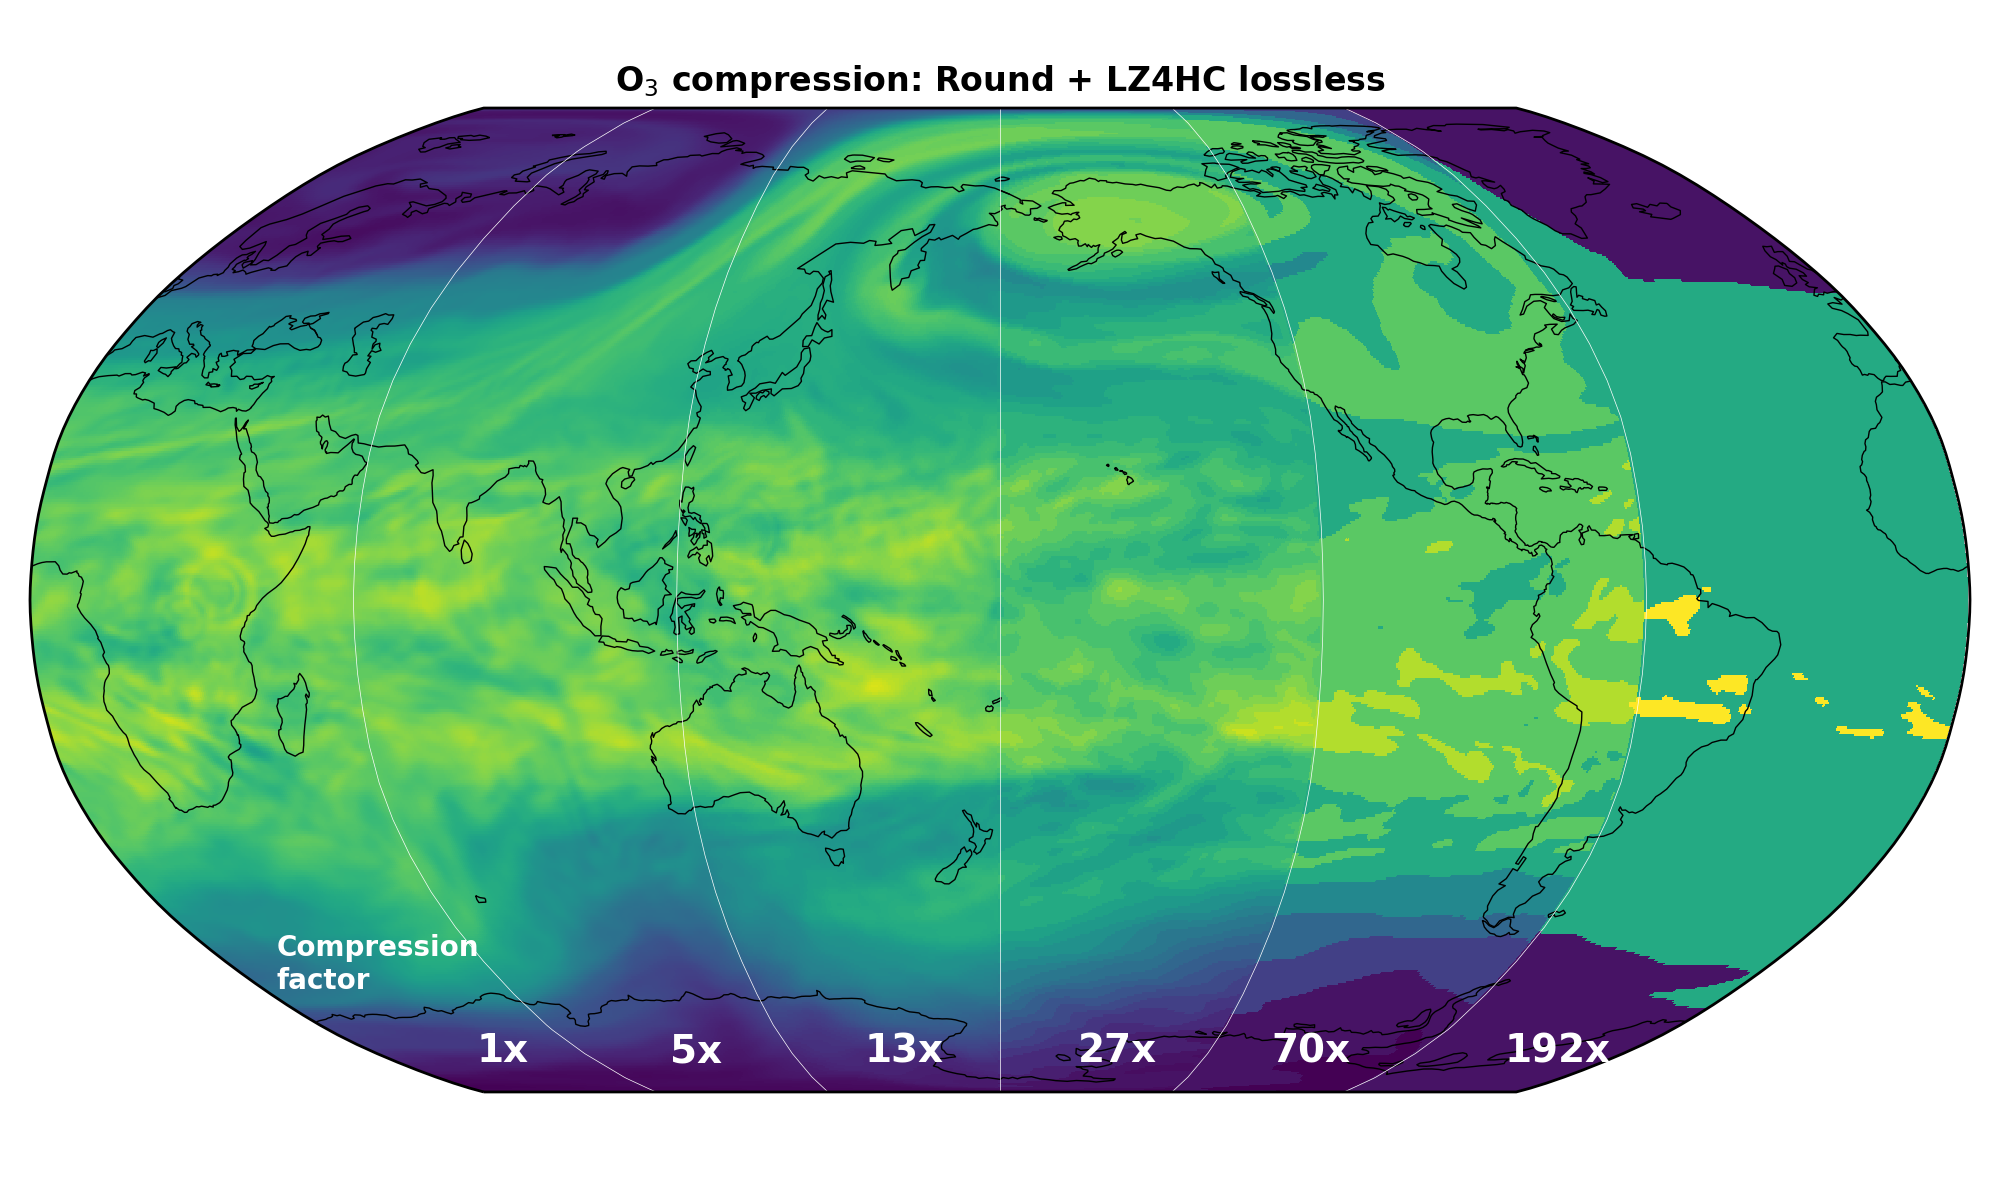 O₃ compression: Round + LZ4HC lossless
Compression
factor
1x 5x 13x 27x 70x 192x